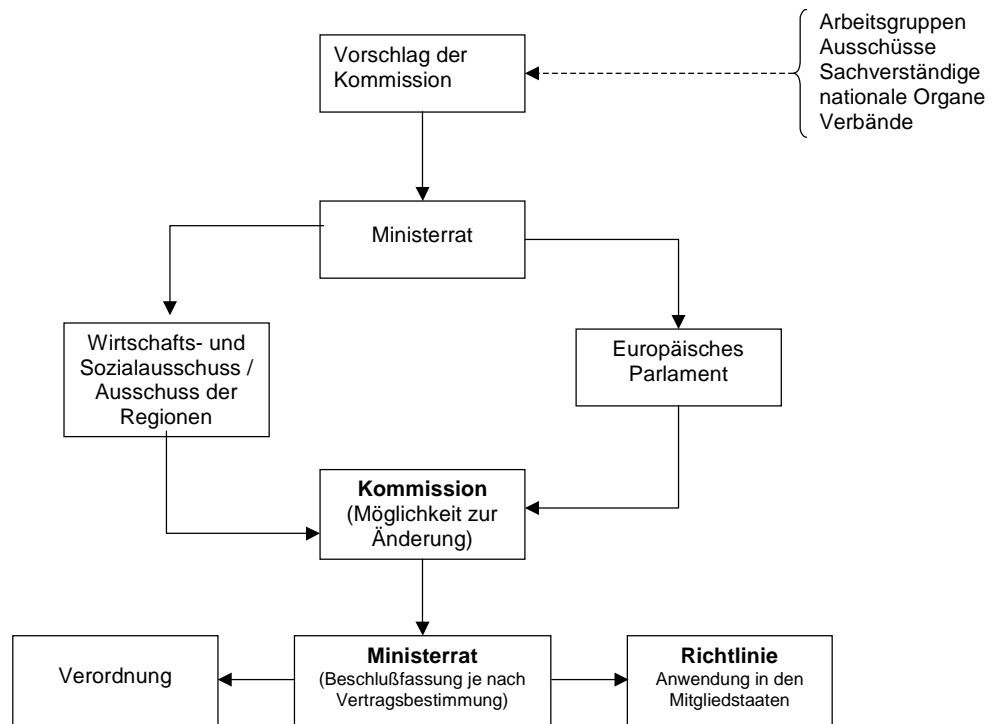 Arbeitsgruppen
Ausschüsse
Sachverständige
nationale Organe
Verbände
Vorschlag der
Kommission
Ministerrat
Wirtschafts- und
Sozialausschuss /
Ausschuss der
Regionen
Europäisches
Parlament
Kommission
(Möglichkeit zur
Änderung)
Verordnung
Ministerrat
(Beschlußfassung je nach
Vertragsbestimmung)
Richtlinie
Anwendung in den
Mitgliedstaaten